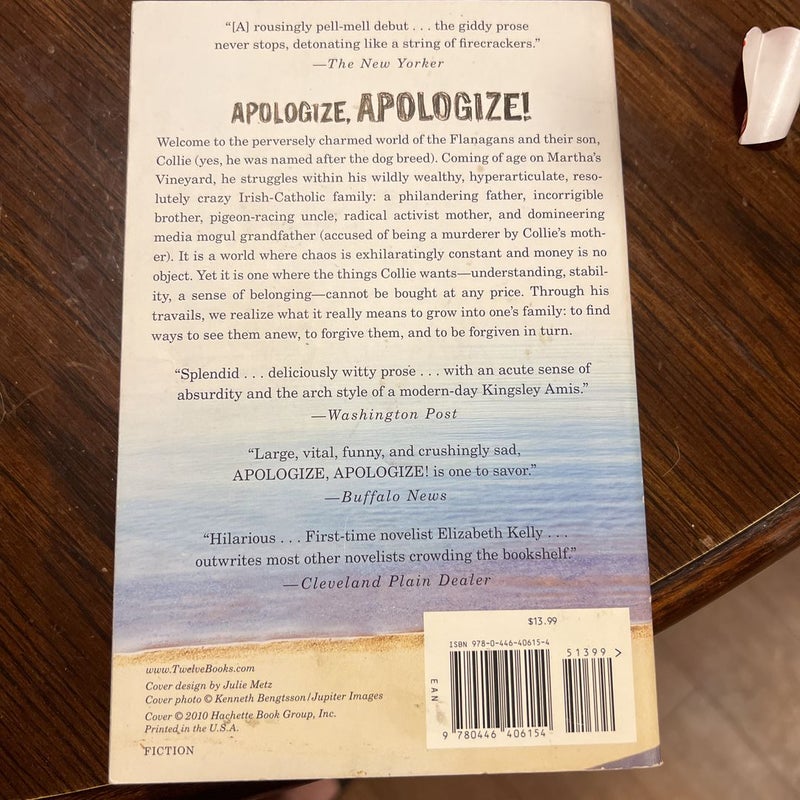 “[A] rousingly pell-mell debut . . . the giddy prose
never stops, detonating like a string of firecrackers.”
—The New Yorker
APOLOGIZE, APOLOGIZE!
Welcome to the perversely charmed world of the Flanagans and their son,
Collie (yes, he was named after the dog breed). Coming of age on Martha’s
Vineyard, he struggles within his wildly wealthy, hyperarticulate, reso-
lutely crazy Irish-Catholic family: a philandering father, incorrigible
brother, pigeon-racing uncle, radical activist mother, and domineering
media mogul grandfather (accused of being a murderer by Collie’s moth-
er). It is a world where chaos is exhilaratingly constant and money is no
object. Yet it is one where the things Collie wants—understanding, stabil-
ity, a sense of belonging—cannot be bought at any price. Through his
travails, we realize what it really means to grow into one’s family: to find
ways to see them anew, to forgive them, and to be forgiven in turn.
“Splendid . . . deliciously witty prose . . . with an acute sense of
absurdity and the arch style of a modern-day Kingsley Amis.”
—Washington Post
“Large, vital, funny, and crushingly sad,
APOLOGIZE, APOLOGIZE! is one to savor.”
—Buffalo News
“Hilarious . . . First-time novelist Elizabeth Kelly . . .
outwrites most other novelists crowding the bookshelf.”
—Cleveland Plain Dealer
www.TwelveBooks.com
Cover design by Julie Metz
Cover photo © Kenneth Bengtsson/Jupiter Images
Cover © 2010 Hachette Book Group, Inc.
Printed in the U.S.A.
FICTION
$13.99
ISBN 978-0-446-40615-4
51399>
EAN
9 780446 406154